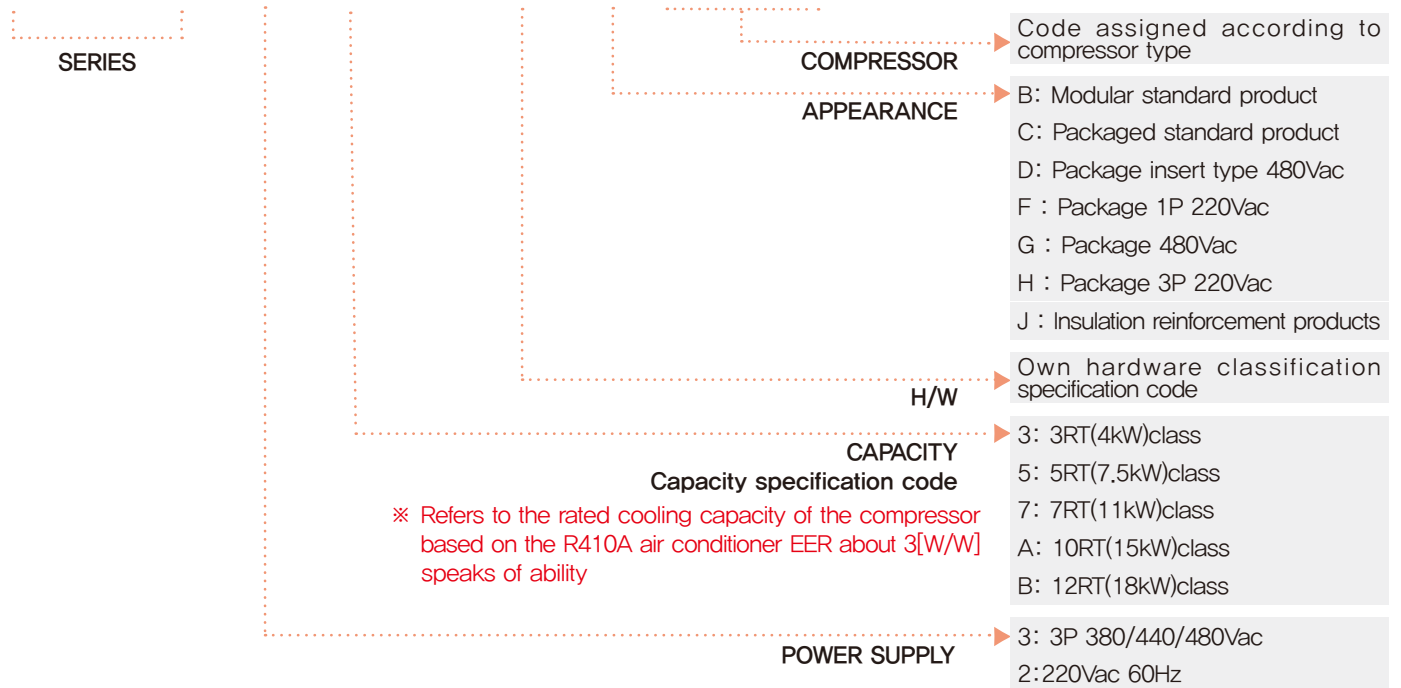 SERIES
COMPRESSOR
Code assigned according to
compressor type
APPEARANCE
B: Modular standard product
C: Packaged standard product
D: Package insert type 480Vac
F : Package 1P 220Vac
G : Package 480Vac
H : Package 3P 220Vac
J : Insulation reinforcement products
H/W
Own hardware classification
specification code
CAPACITY
Capacity specification code
※ Refers to the rated cooling capacity of the compressor
based on the R410A air conditioner EER about 3[W/W]
speaks of ability
3: 3RT(4kW)class
5: 5RT(7.5kW)class
7: 7RT(11kW)class
A: 10RT(15kW)class
B: 12RT(18kW)class
POWER SUPPLY
3: 3P 380/440/480Vac
2:220Vac 60Hz